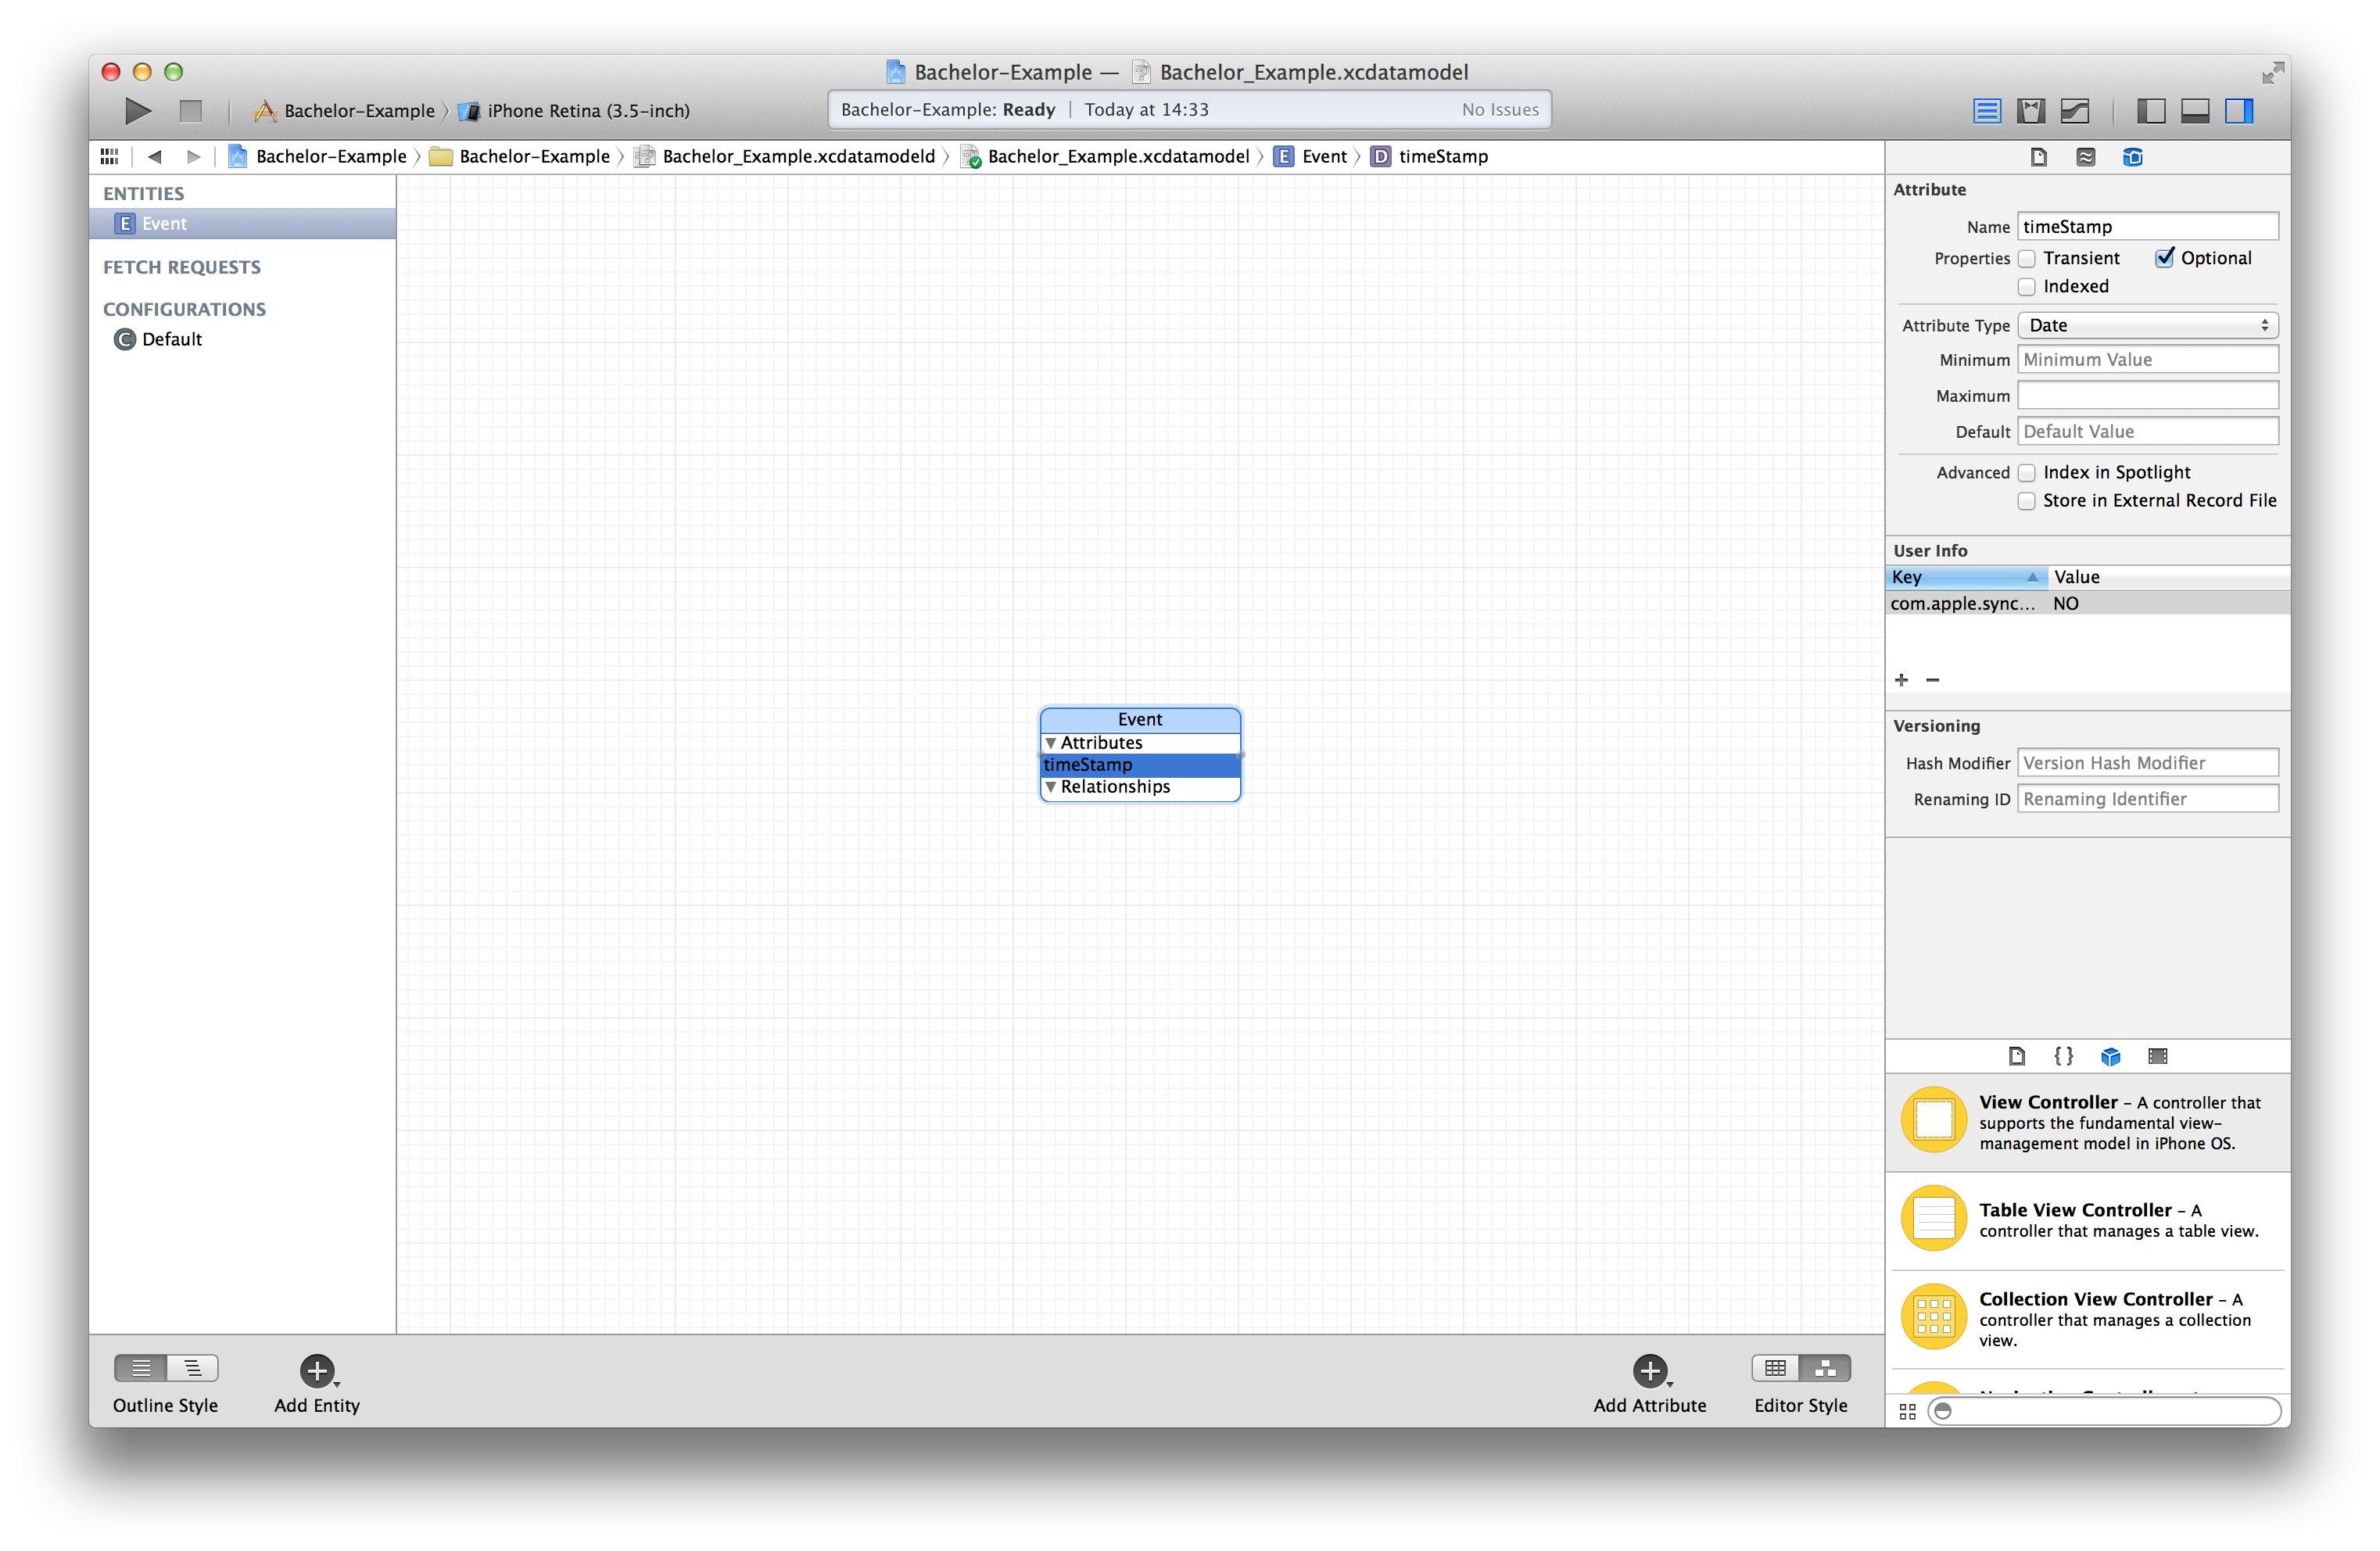 Bachelor-Example — Bachelor_Example.xcdatamodel
Bachelor-Example iPhone Retina (3.5-inch)
Bachelor-Example: Ready | Today at 14:33 No Issues
Bachelor-Example Bachelor-Example Bachelor_Example.xcdatamodeld Bachelor_Example.xcdatamodel E Event D timeStamp
ENTITIES
E Event
FETCH REQUESTS
CONFIGURATIONS
C Default
Event
Attributes
timeStamp
Relationships
Outline Style
Add Entity
Add Attribute
Editor Style
Attribute
Name timeStamp
Properties Transient Optional
Indexed
Attribute Type Date
Minimum Minimum Value
Maximum
Default Default Value
Advanced Index in Spotlight
Store in External Record File
User Info
Key Value
com.apple.sync... NO
Versioning
Hash Modifier Version Hash Modifier
Renaming ID Renaming Identifier
{ }
View Controller – A controller that
supports the fundamental view-
management model in iPhone OS.
Table View Controller – A
controller that manages a table view.
Collection View Controller – A
controller that manages a collection
view.